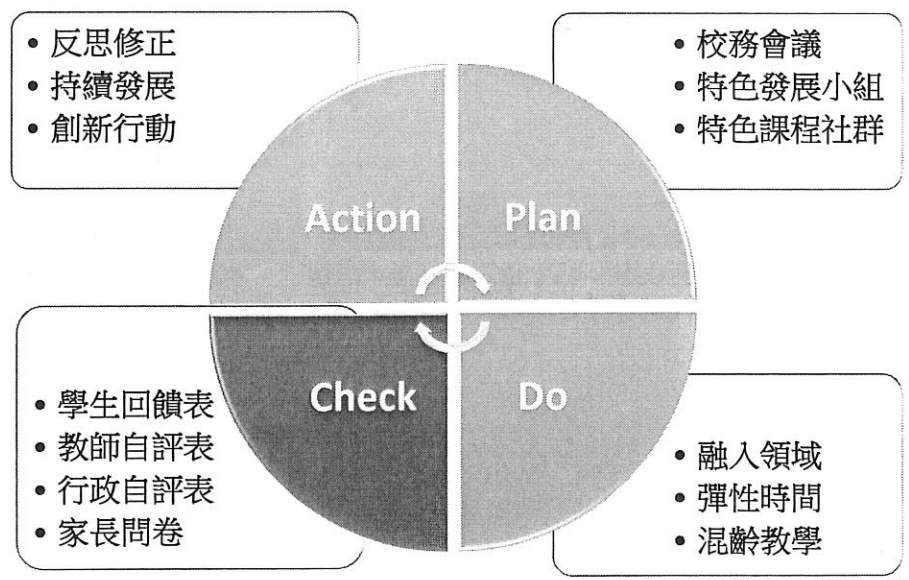 • 反思修正
• 持續發展
• 創新行動
• 校務會議
• 特色發展小組
• 特色課程社群
Action
Plan
Check
Do
• 學生回饋表
• 教師自評表
• 行政自評表
• 家長問卷
• 融入領域
• 彈性時間
• 混齡教學